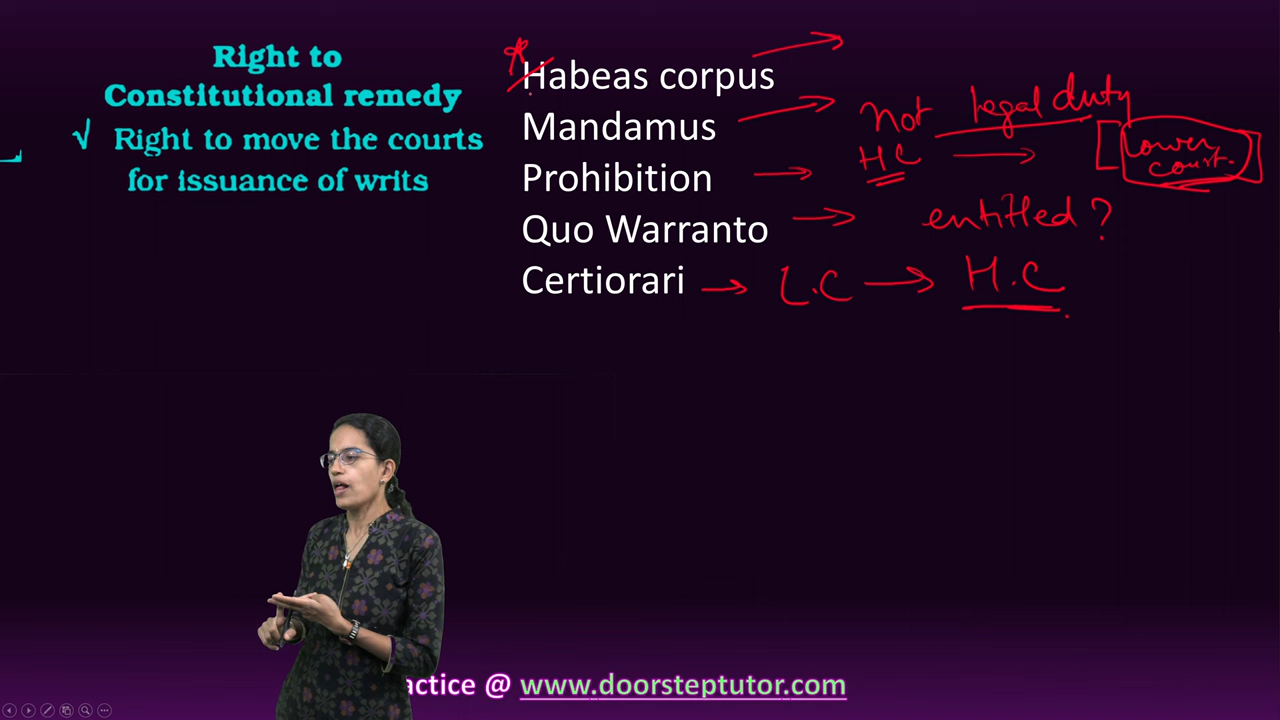 Right to
Constitutional remedy
√ Right to move the courts
for issuance of writs
Habeas corpus
Mandamus
Not legal duty
Prohibition
HC → [lower court.]
Quo Warranto
entitled?
Certiorari → L.C → H.C
actice @ www.doorsteptutor.com